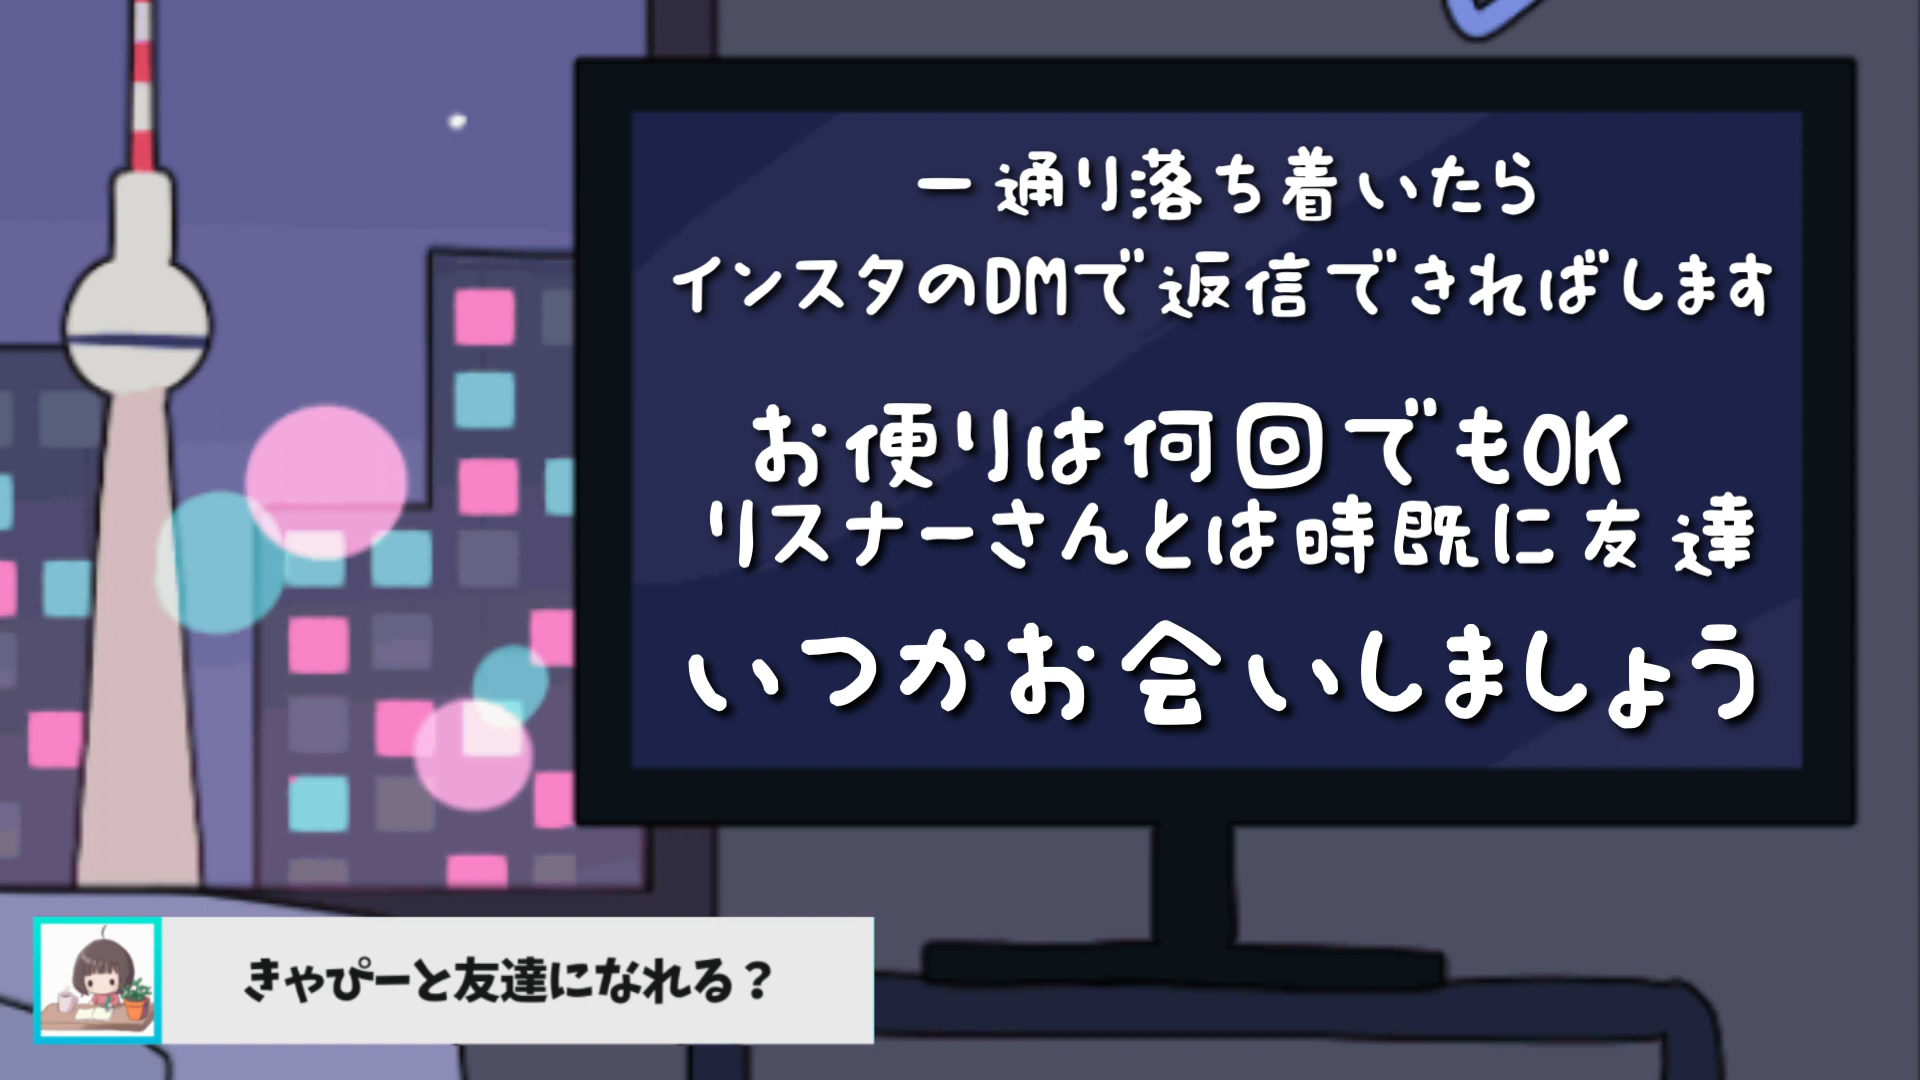 一通り落ち着いたら
インスタのDMで返信できればします
お便りは何回でもOK
リスナーさんとは時既に友達
いつかお会いしましょう
きゃぴーと友達になれる？